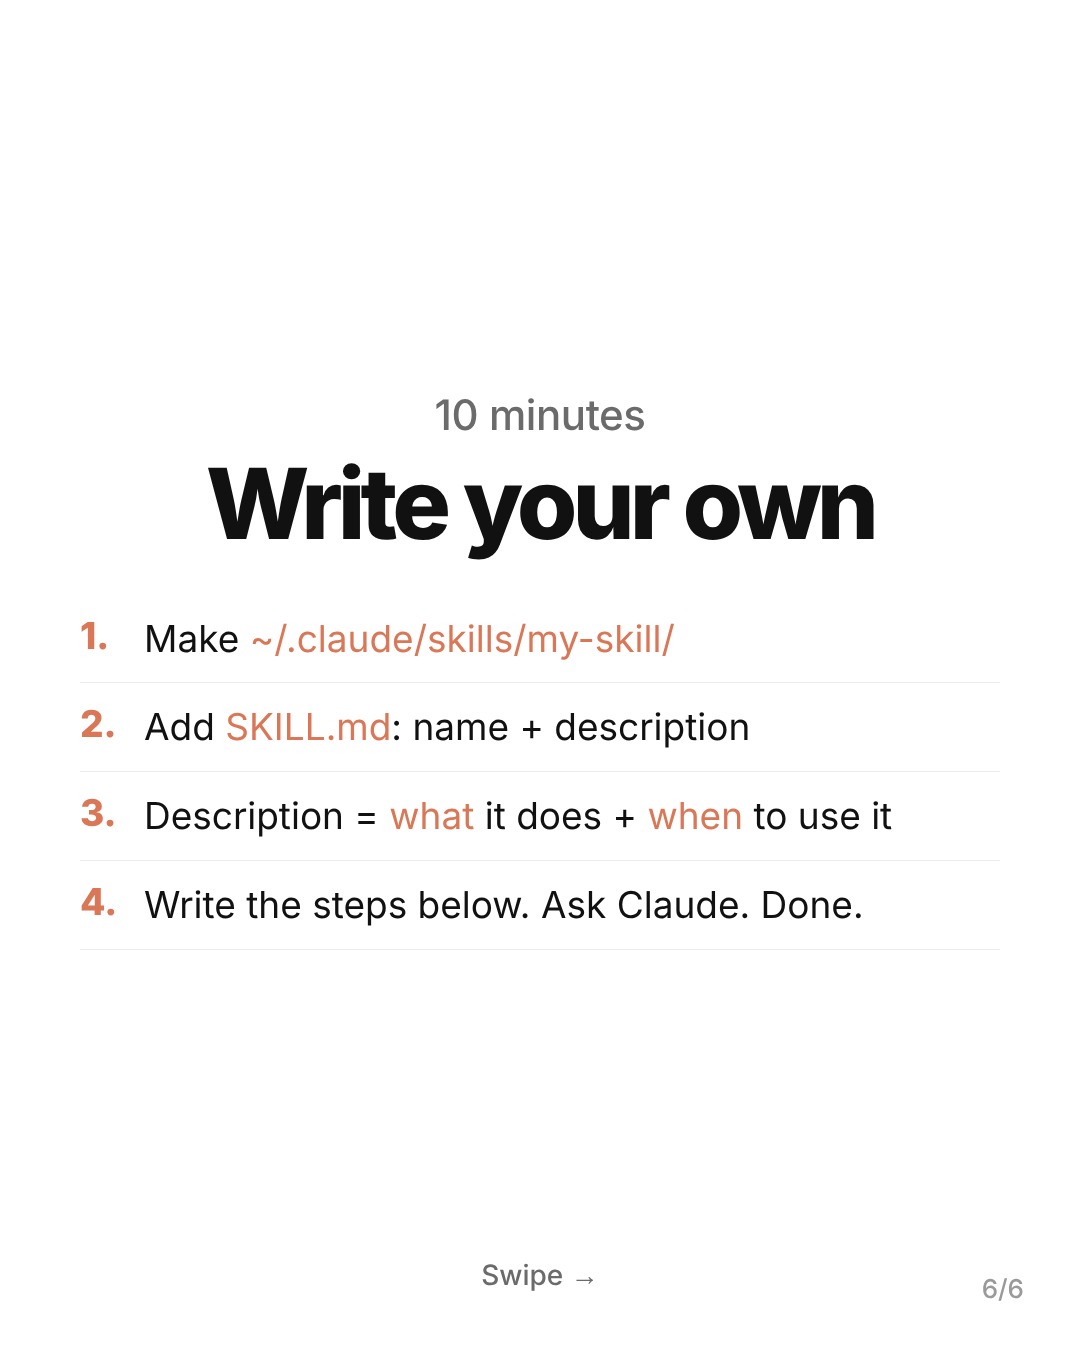 10 minutes
Write your own
1. Make ~/.claude/skills/my-skill/
2. Add SKILL.md: name + description
3. Description = what it does + when to use it
4. Write the steps below. Ask Claude. Done.
Swipe →
6/6